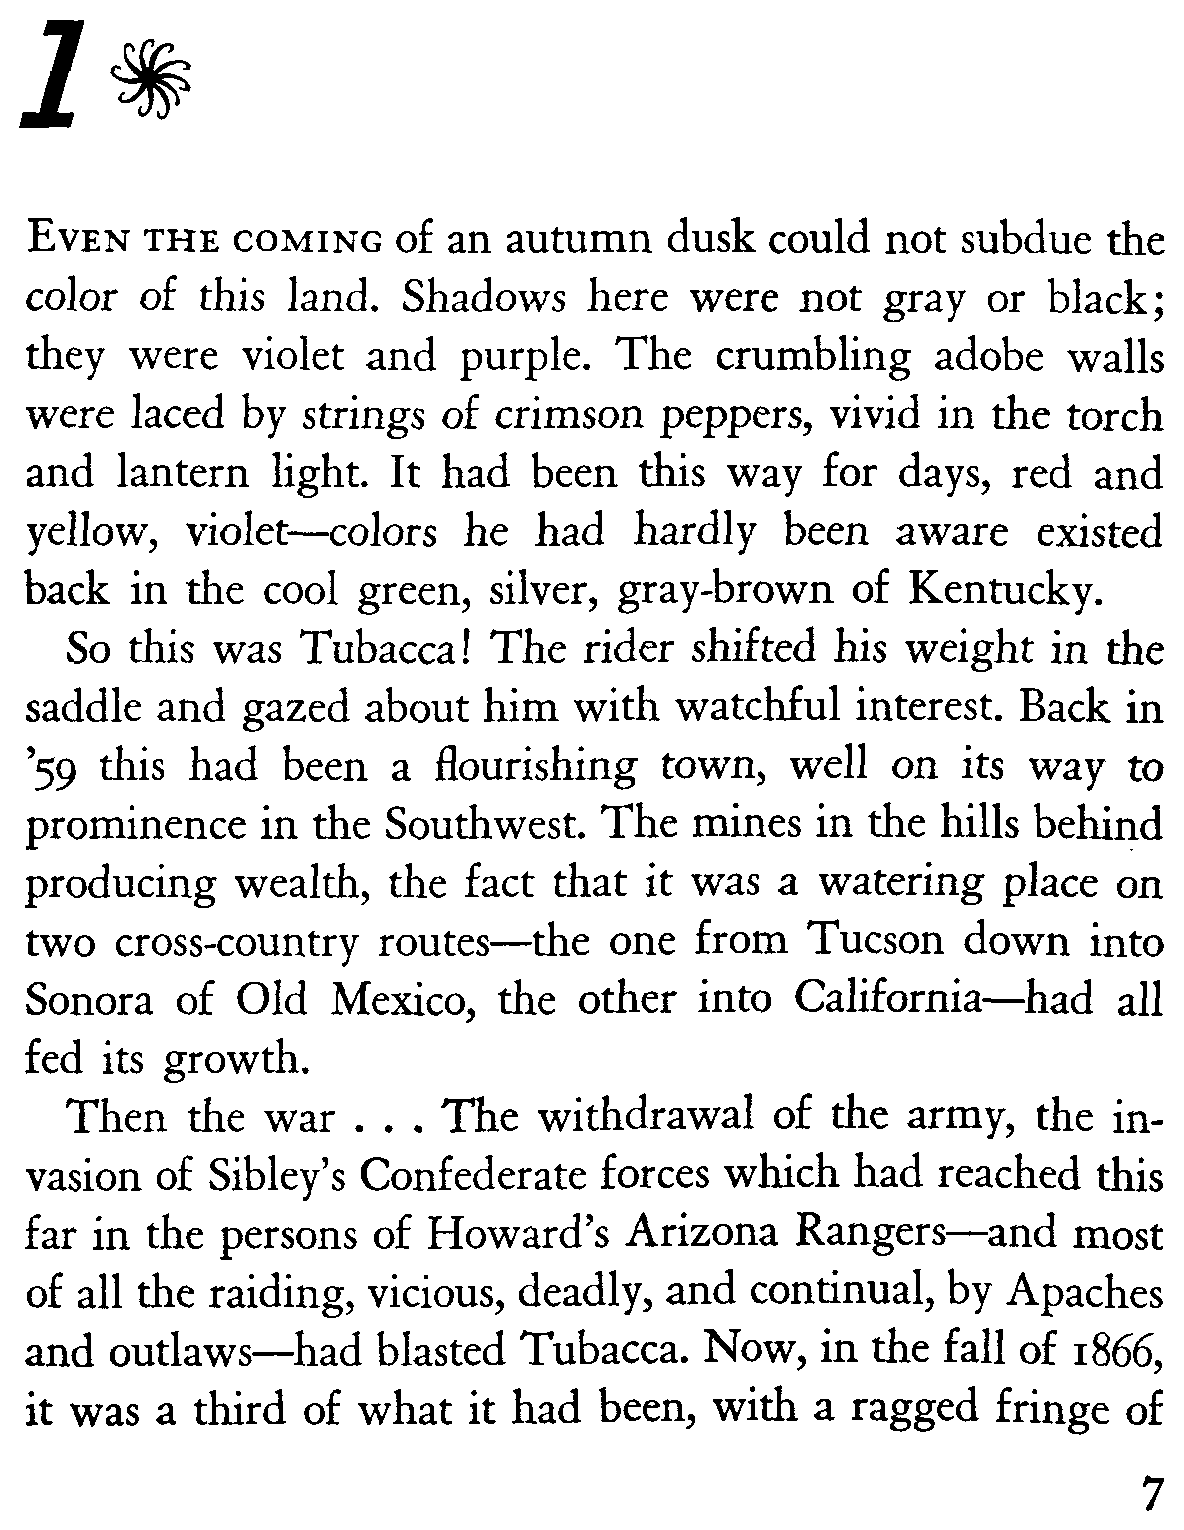 1
EVEN THE COMING of an autumn dusk could not subdue the
color of this land. Shadows here were not gray or black;
they were violet and purple. The crumbling adobe walls
were laced by strings of crimson peppers, vivid in the torch
and lantern light. It had been this way for days, red and
yellow, violet—colors he had hardly been aware existed
back in the cool green, silver, gray-brown of Kentucky.
So this was Tubacca! The rider shifted his weight in the
saddle and gazed about him with watchful interest. Back in
’59 this had been a flourishing town, well on its way to
prominence in the Southwest. The mines in the hills behind
producing wealth, the fact that it was a watering place on
two cross-country routes—the one from Tucson down into
Sonora of Old Mexico, the other into California—had all
fed its growth.
Then the war . . . The withdrawal of the army, the in-
vasion of Sibley’s Confederate forces which had reached this
far in the persons of Howard’s Arizona Rangers—and most
of all the raiding, vicious, deadly, and continual, by Apaches
and outlaws—had blasted Tubacca. Now, in the fall of 1866,
it was a third of what it had been, with a ragged fringe of
7